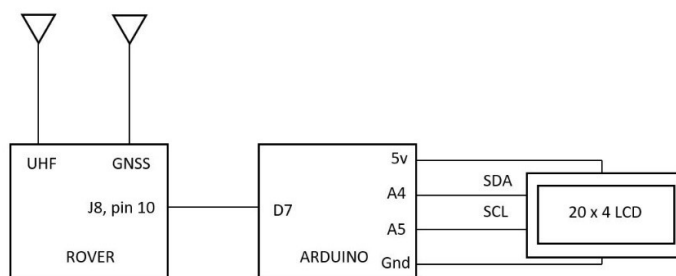 UHF
GNSS
J8, pin 10
ROVER
D7
5v
A4
A5
Gnd
ARDUINO
SDA
SCL
20 x 4 LCD